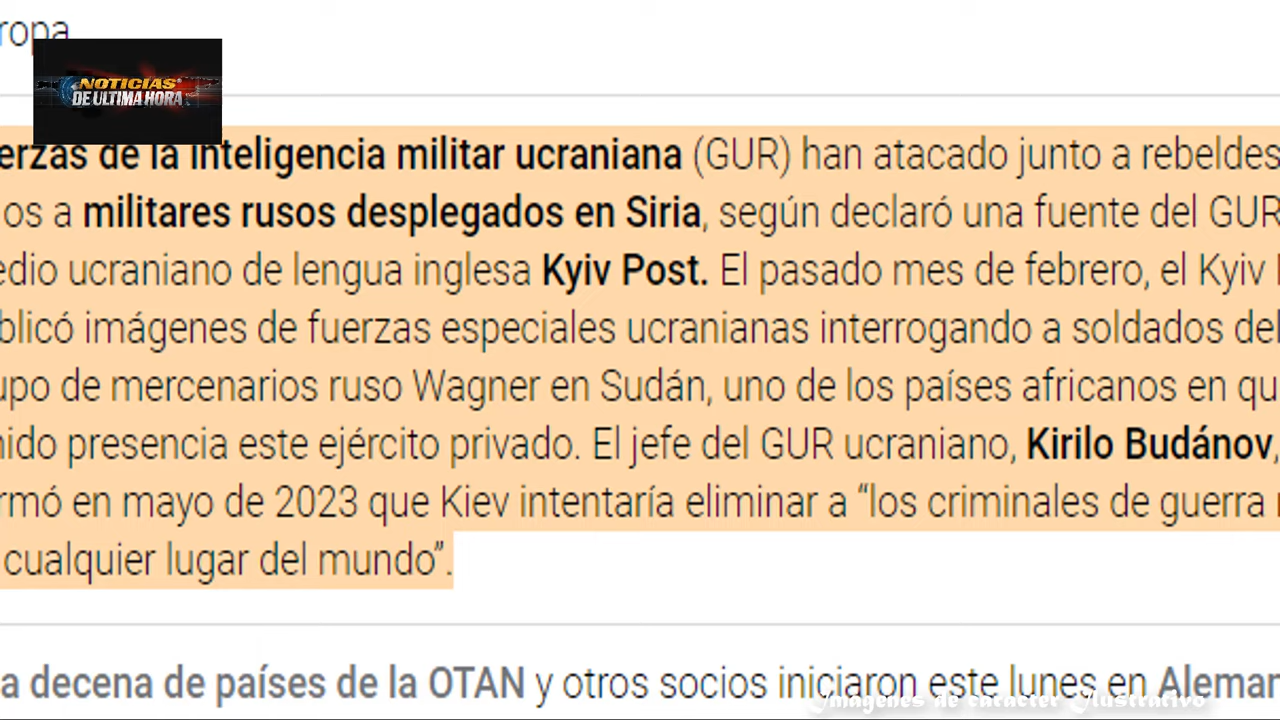 ropa
NOTICIAS
DE ULTIMA HORA
erzas de la inteligencia militar ucraniana (GUR) han atacado junto a rebeldes
os a militares rusos desplegados en Siria, según declaró una fuente del GUR
edio ucraniano de lengua inglesa Kyiv Post. El pasado mes de febrero, el Kyiv
blicó imágenes de fuerzas especiales ucranianas interrogando a soldados del
upo de mercenarios ruso Wagner en Sudán, uno de los países africanos en qu
nido presencia este ejército privado. El jefe del GUR ucraniano, Kirilo Budánov,
rmó en mayo de 2023 que Kiev intentaría eliminar a “los criminales de guerra
cualquier lugar del mundo”.
a decena de países de la OTAN y otros socios iniciaron este lunes en Aleman
Imagenes de caracter Ilustrativo